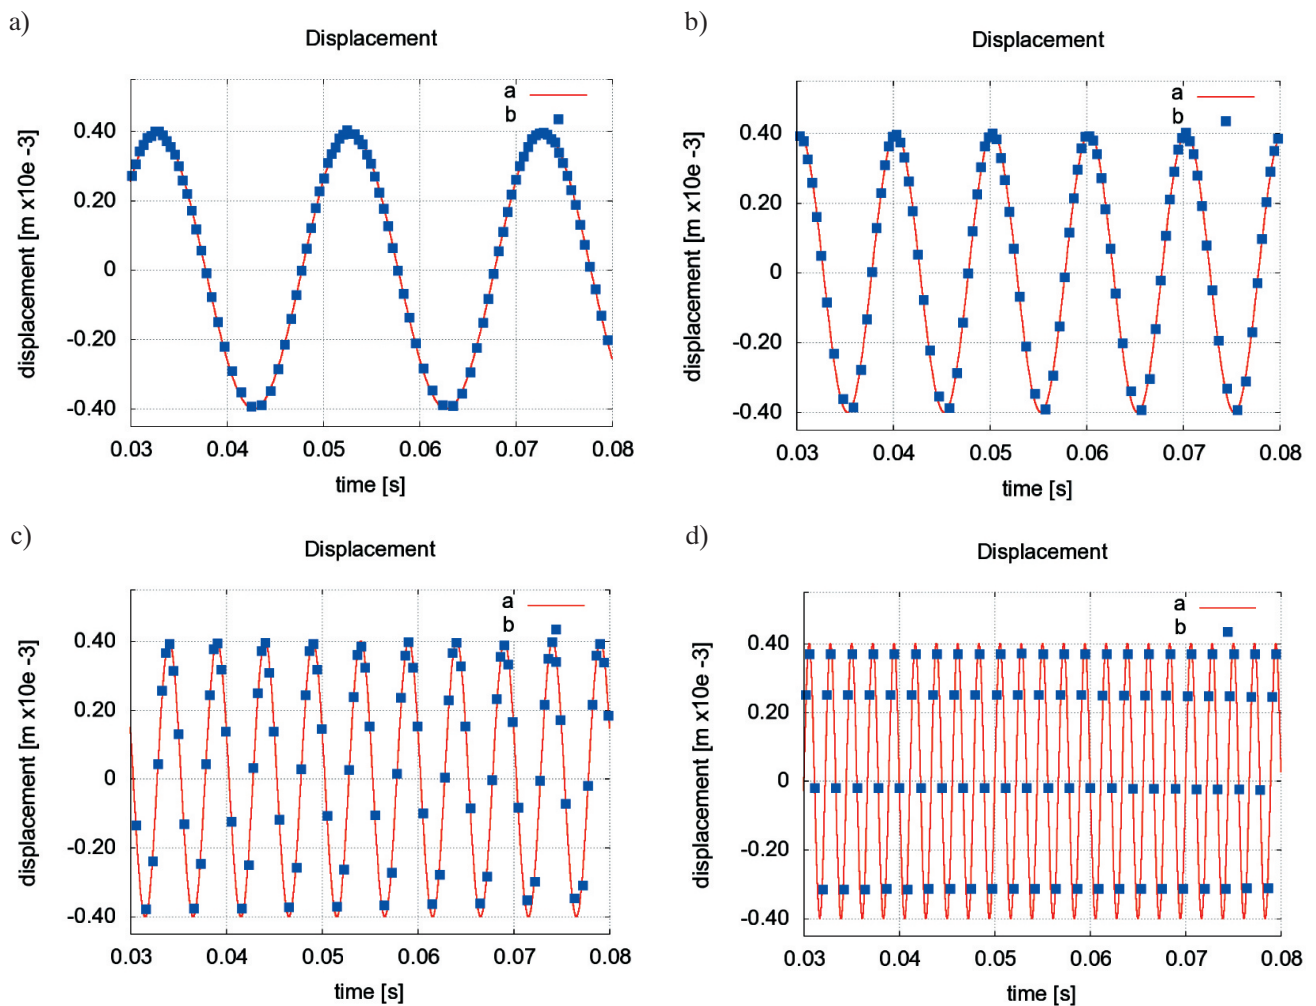 a)
Displacement
a
b
displacement [m x10e -3]
0.40
0.20
0
-0.20
-0.40
0.03 0.04 0.05 0.06 0.07 0.08
time [s]
b)
Displacement
a
b
displacement [m x10e -3]
0.40
0.20
0
-0.20
-0.40
0.03 0.04 0.05 0.06 0.07 0.08
time [s]
c)
Displacement
a
b
displacement [m x10e -3]
0.40
0.20
0
-0.20
-0.40
0.03 0.04 0.05 0.06 0.07 0.08
time [s]
d)
Displacement
a
b
displacement [m x10e -3]
0.40
0.20
0
-0.20
-0.40
0.03 0.04 0.05 0.06 0.07 0.08
time [s]